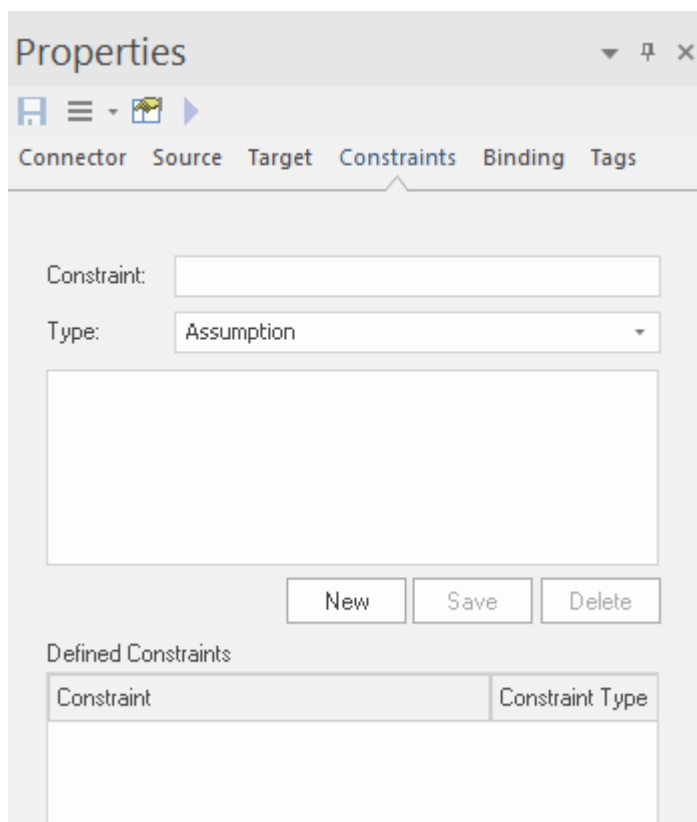 Properties
Connector Source Target Constraints Binding Tags
Constraint:
Type: Assumption
New Save Delete
Defined Constraints
Constraint Constraint Type